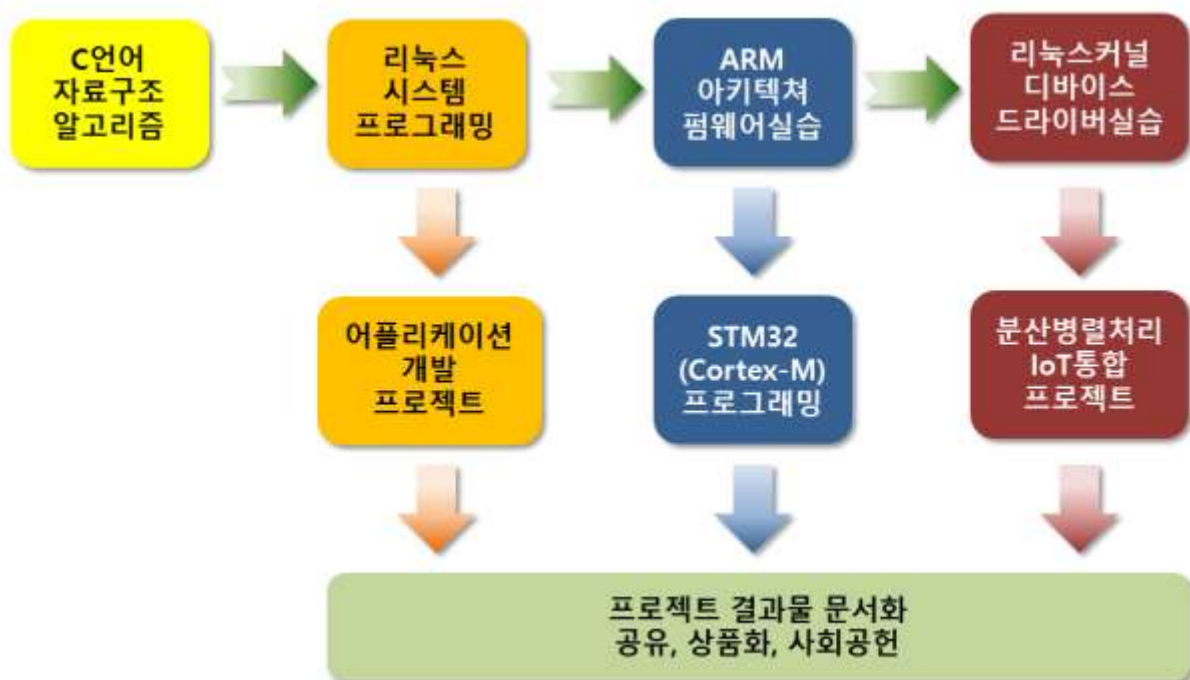 C언어
자료구조
알고리즘
리눅스
시스템
프로그래밍
ARM
아키텍쳐
펌웨어실습
리눅스커널
디바이스
드라이버실습
어플리케이션
개발
프로젝트
STM32
(Cortex-M)
프로그래밍
분산병렬처리
IoT통합
프로젝트
프로젝트 결과물 문서화
공유, 상품화, 사회공헌